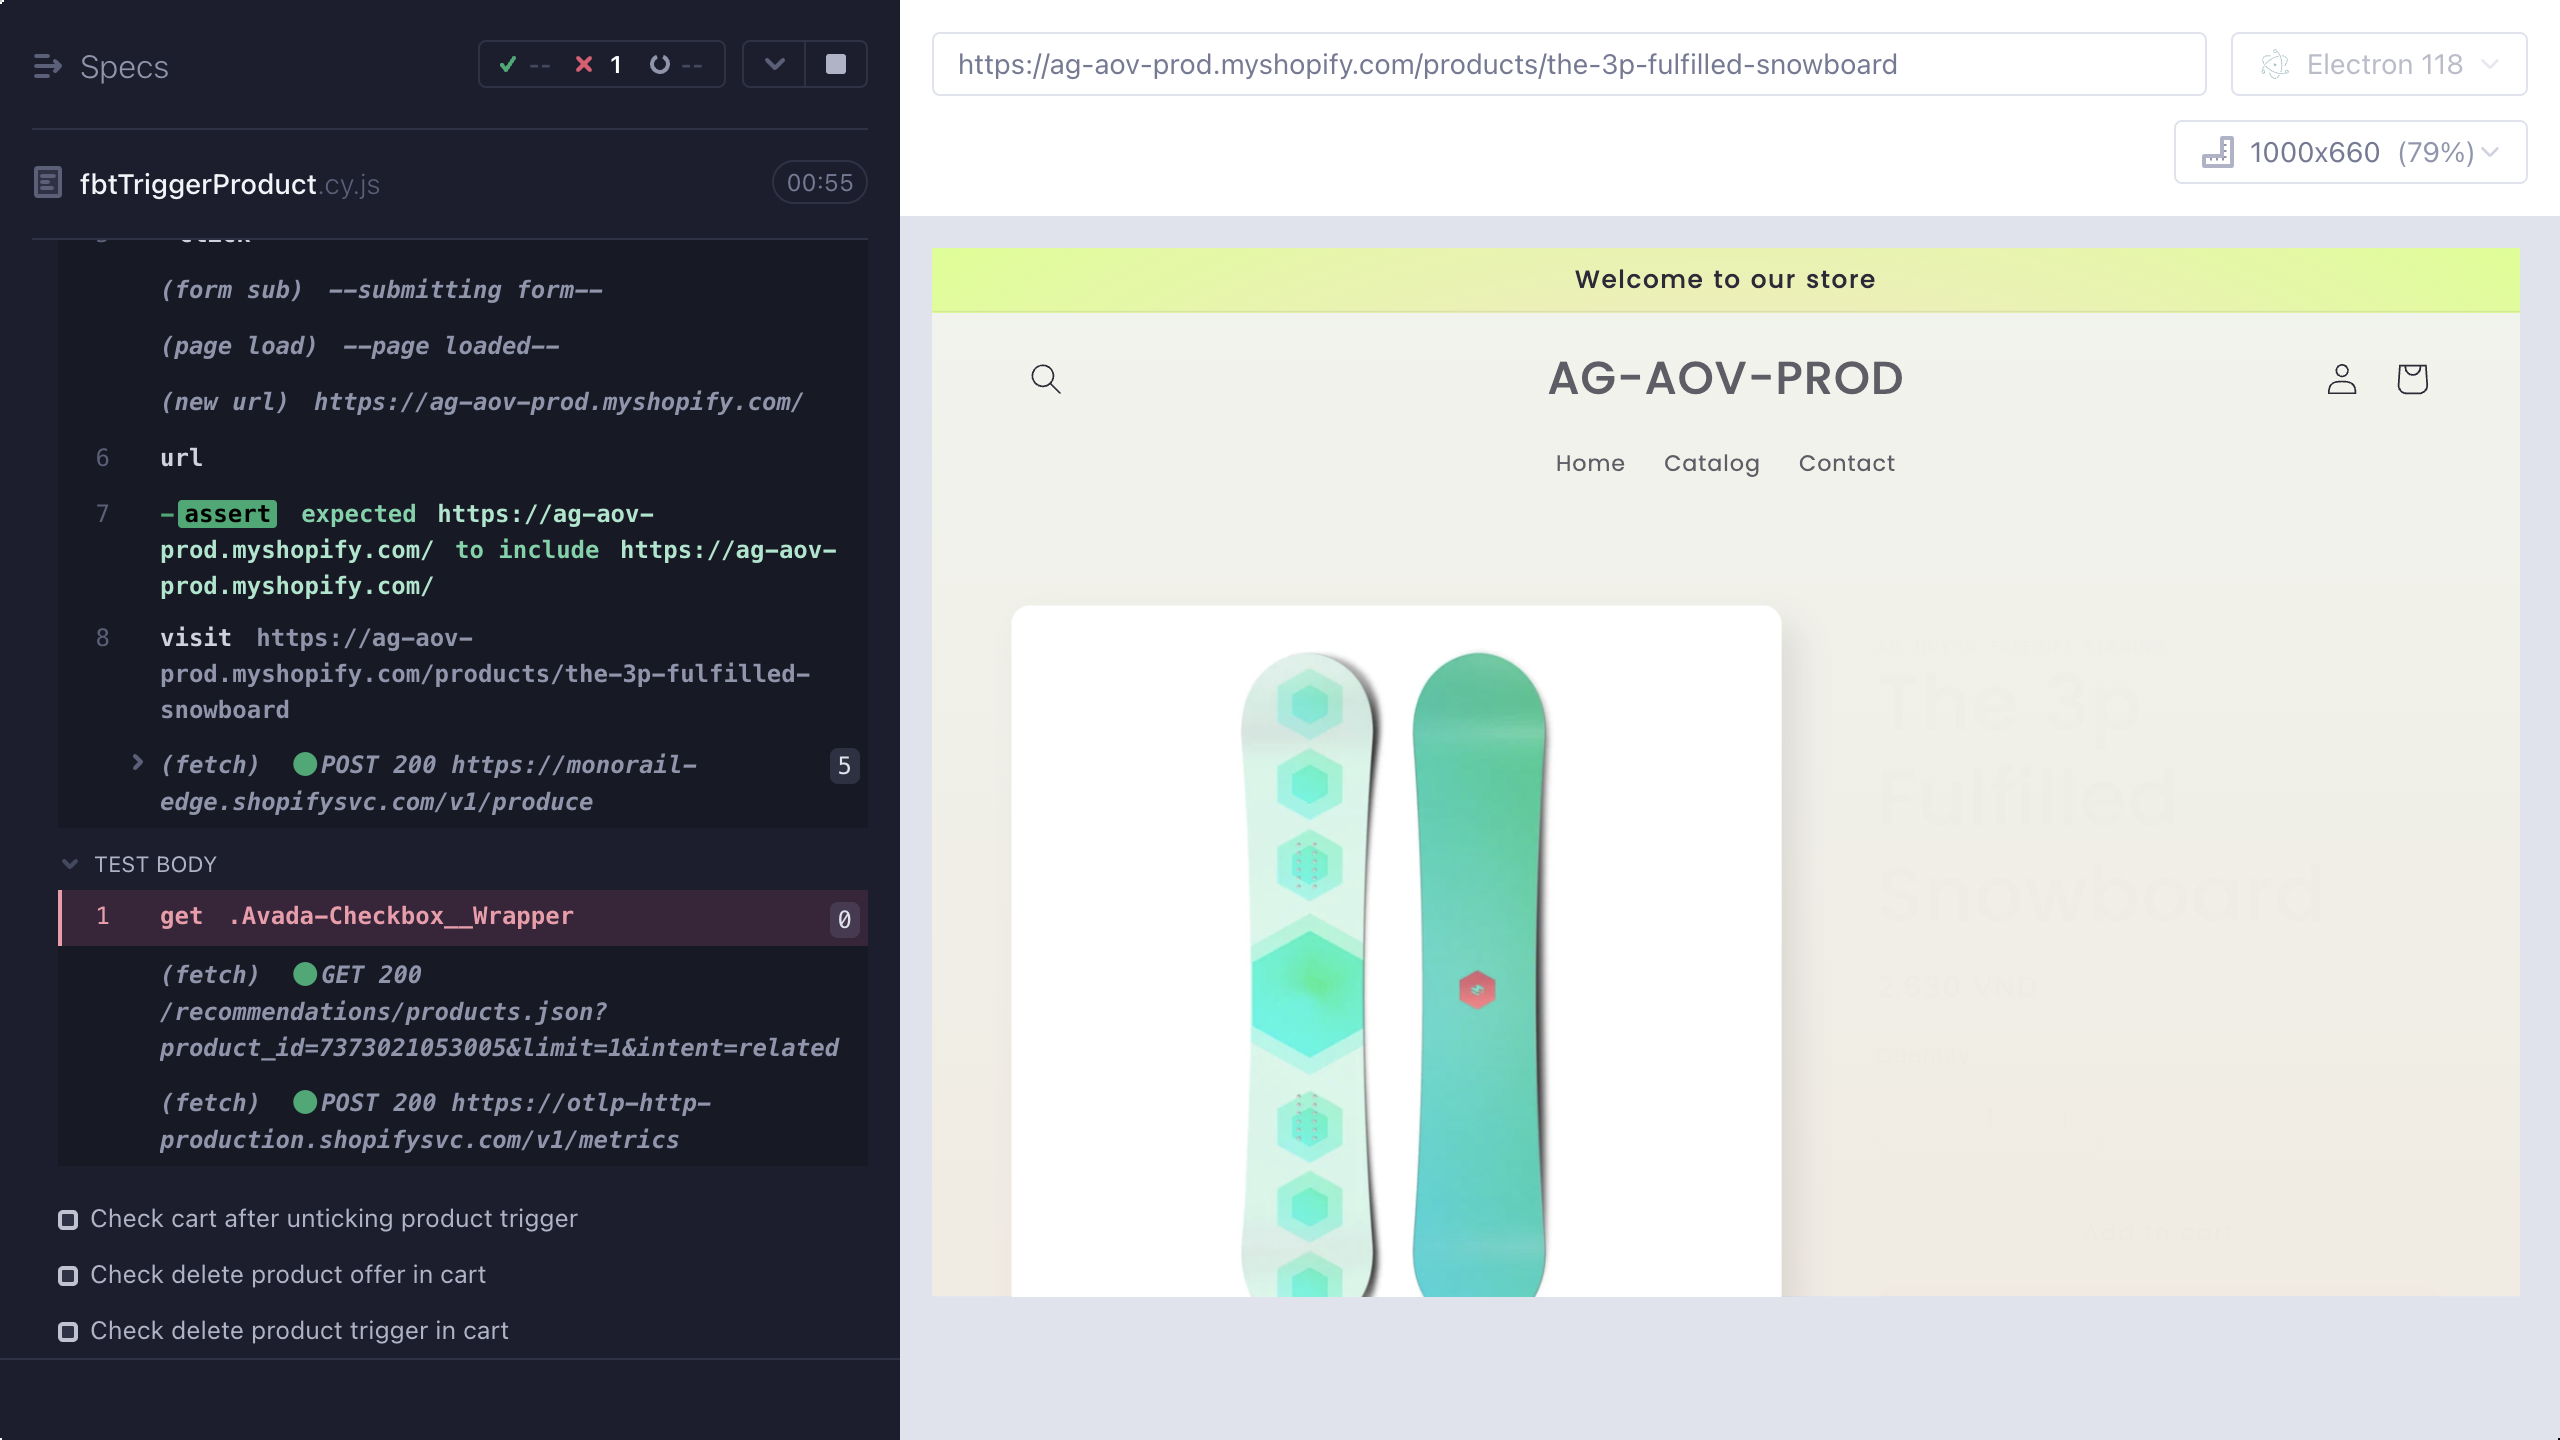 Specs
-- 1 --
fbtTriggerProduct.cy.js
00:55
(form sub) --submitting form--
(page load) --page loaded--
(new url) https://ag-aov-prod.myshopify.com/
6 url
7 -assert expected https://ag-aov-
prod.myshopify.com/ to include https://ag-aov-
prod.myshopify.com/
8 visit https://ag-aov-
prod.myshopify.com/products/the-3p-fulfilled-
snowboard
(fetch) POST 200 https://monorail-
edge.shopifysvc.com/v1/produce
5
TEST BODY
1 get .Avada-Checkbox__Wrapper
0
(fetch) GET 200
/recommendations/products.json?
product_id=7373021053005&limit=1&intent=related
(fetch) POST 200 https://otlp-http-
production.shopifysvc.com/v1/metrics
Check cart after unticking product trigger
Check delete product offer in cart
Check delete product trigger in cart
https://ag-aov-prod.myshopify.com/products/the-3p-fulfilled-snowboard
Electron 118
1000x660 (79%)
Welcome to our store
AG-AOV-PROD
Home Catalog Contact
The 3p
Fulfilled
Snowboard
Add to cart